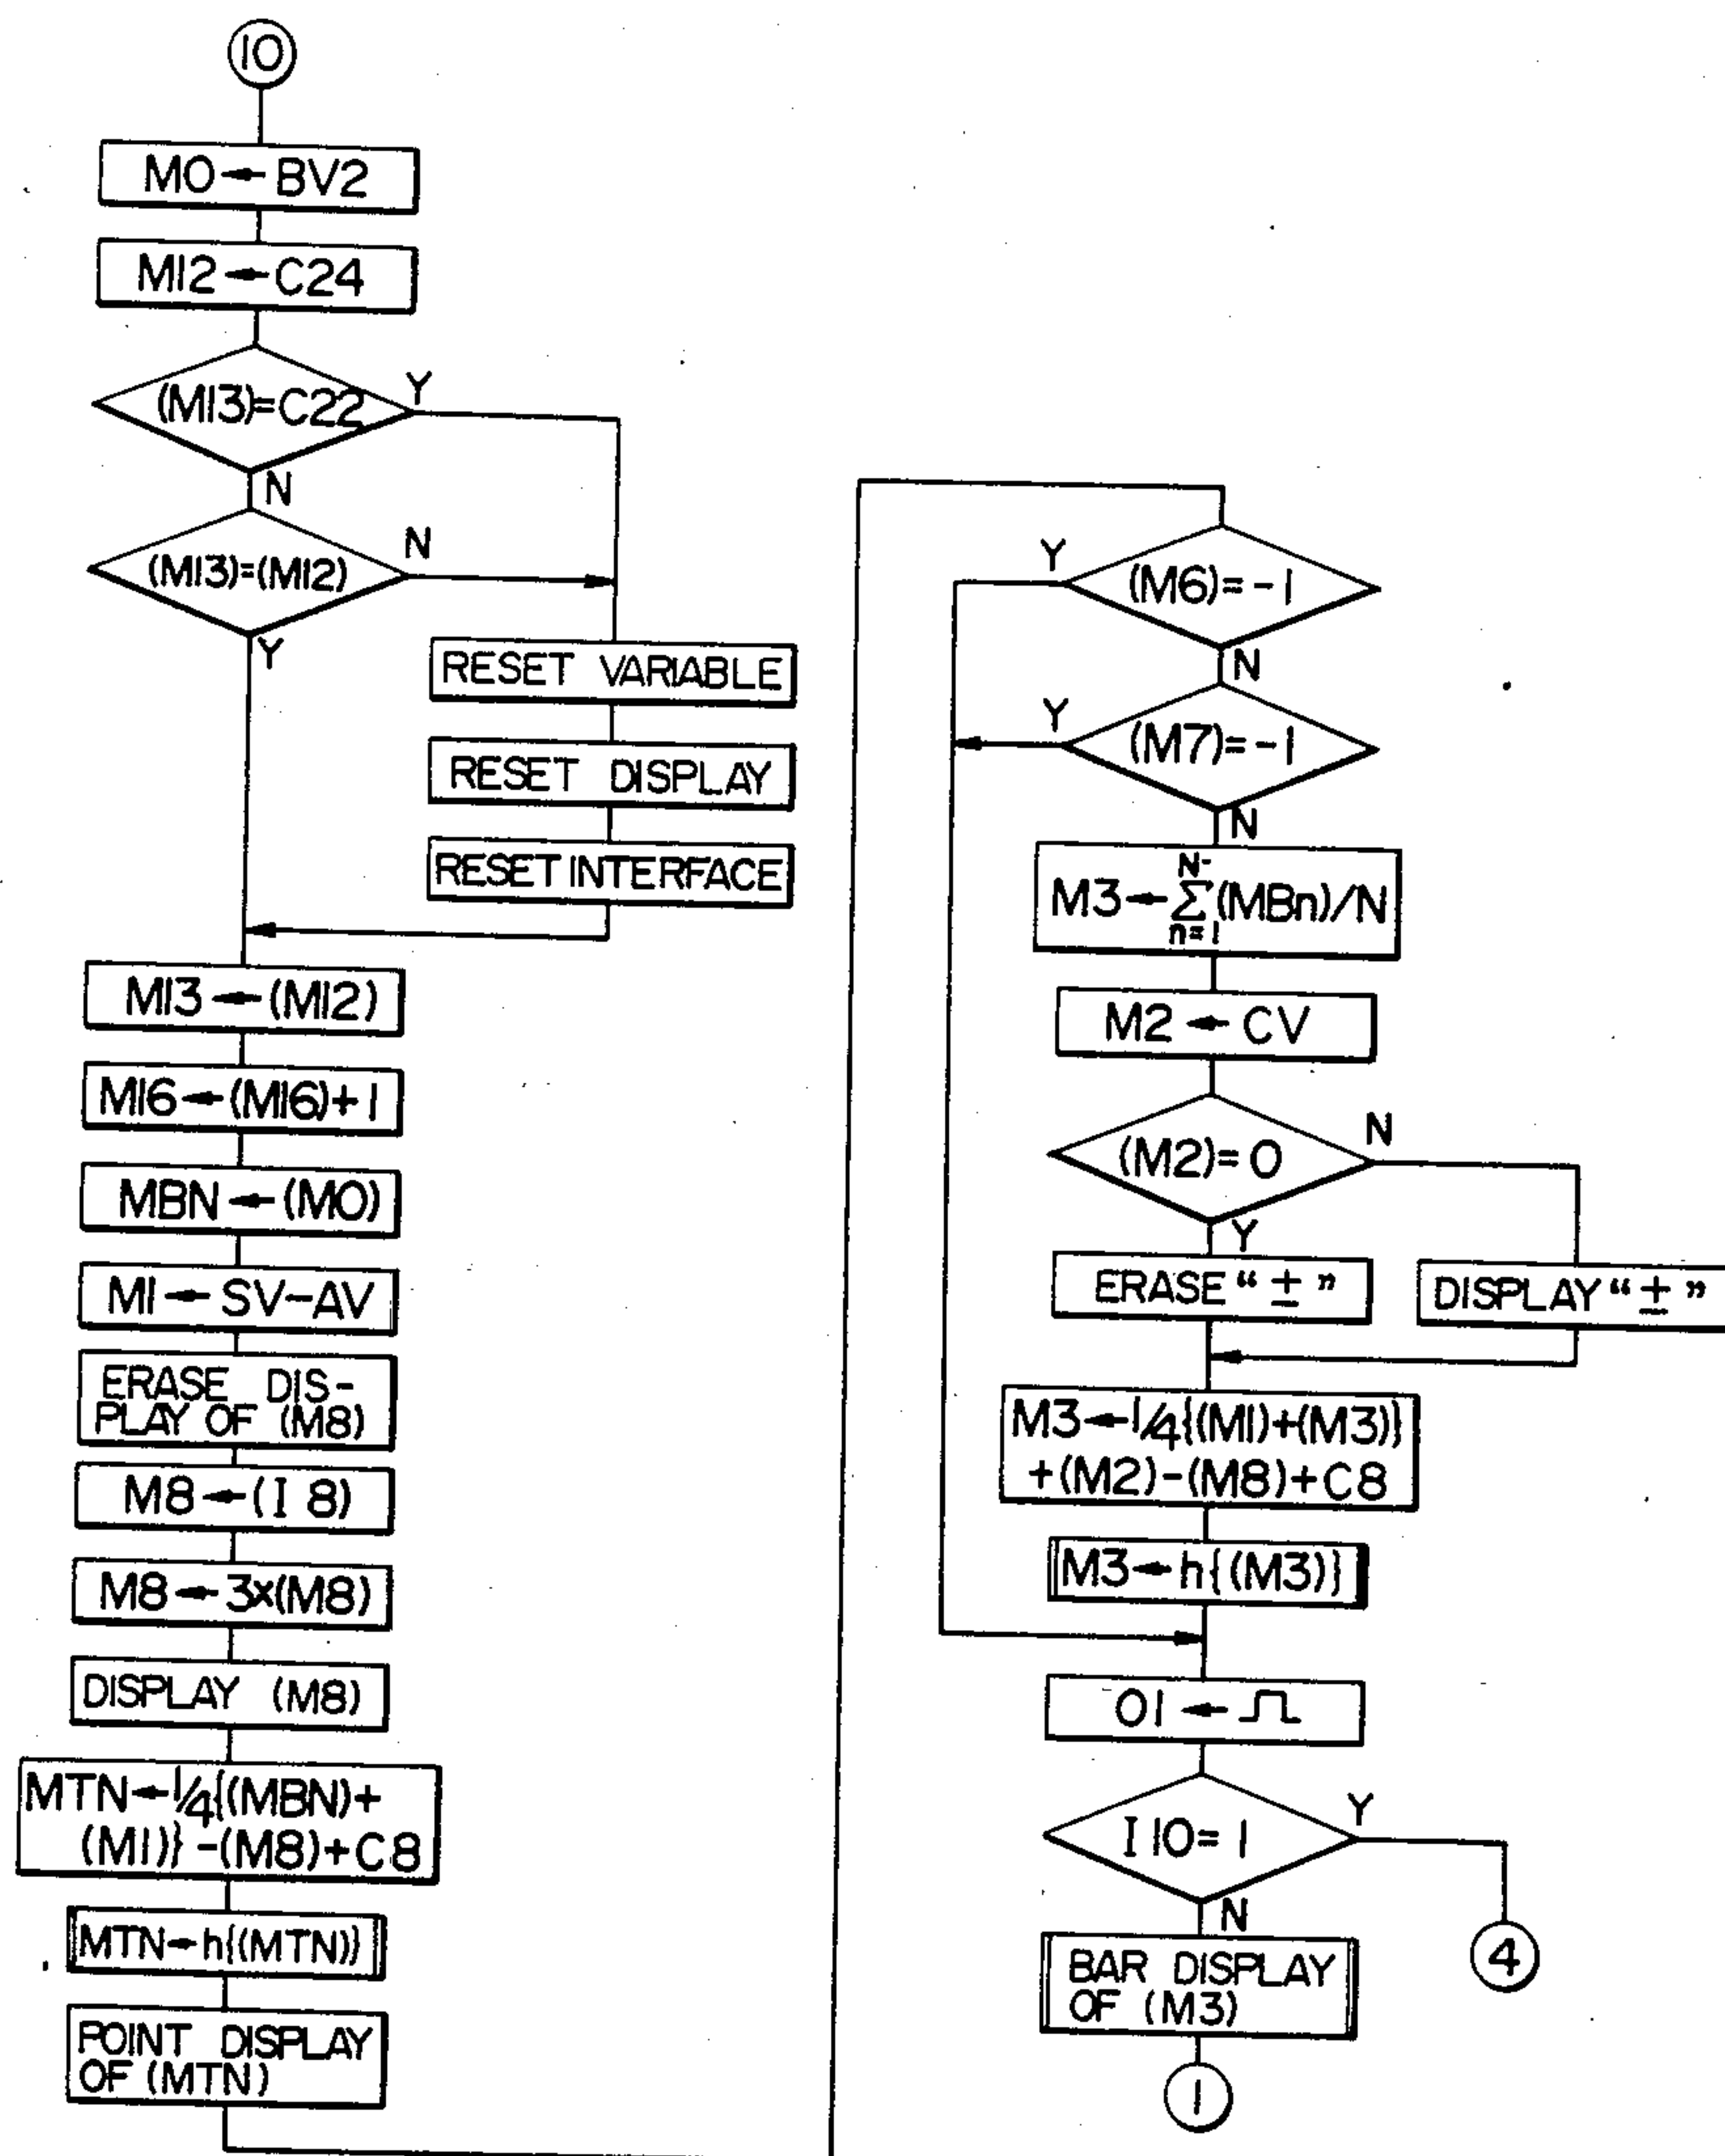 10
M0←BV2
M12←C24
(M13)=C22
Y
N
(M13)=(M12)
N
Y
RESET VARIABLE
RESET DISPLAY
RESET INTERFACE
M13←(M12)
M16←(M16)+1
MBN←(M0)
M1←SV-AV
ERASE DIS-
PLAY OF (M8)
M8←(I 8)
M8←3x(M8)
DISPLAY (M8)
MTN←1/4{(MBN)+
(M1)}-(M8)+C8
MTN←h{(MTN)}
POINT DISPLAY
OF (MTN)
Y
(M6)=-1
N
Y
(M7)=-1
N
N
M3←Σ(MBn)/N
n=1
M2←CV
(M2)=0
N
Y
ERASE "±"
DISPLAY "±"
M3←1/4{(M1)+(M3)}
+(M2)-(M8)+C8
M3←h{(M3)}
O1←⎍
I10=1
Y
N
4
BAR DISPLAY
OF (M3)
1